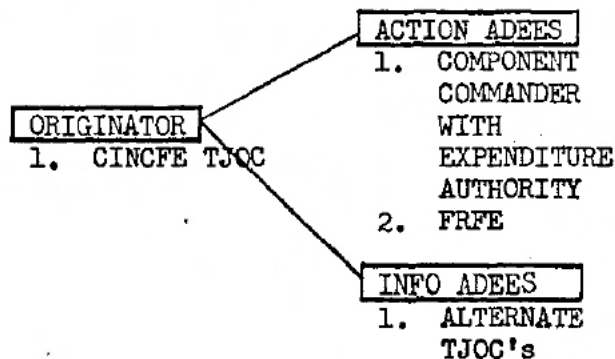 ACTION ADEES
1. COMPONENT
COMMANDER
WITH
EXPENDITURE
AUTHORITY
2. FRFE
ORIGINATOR
1. CINCFE TJOC
INFO ADEES
1. ALTERNATE
TJOC's